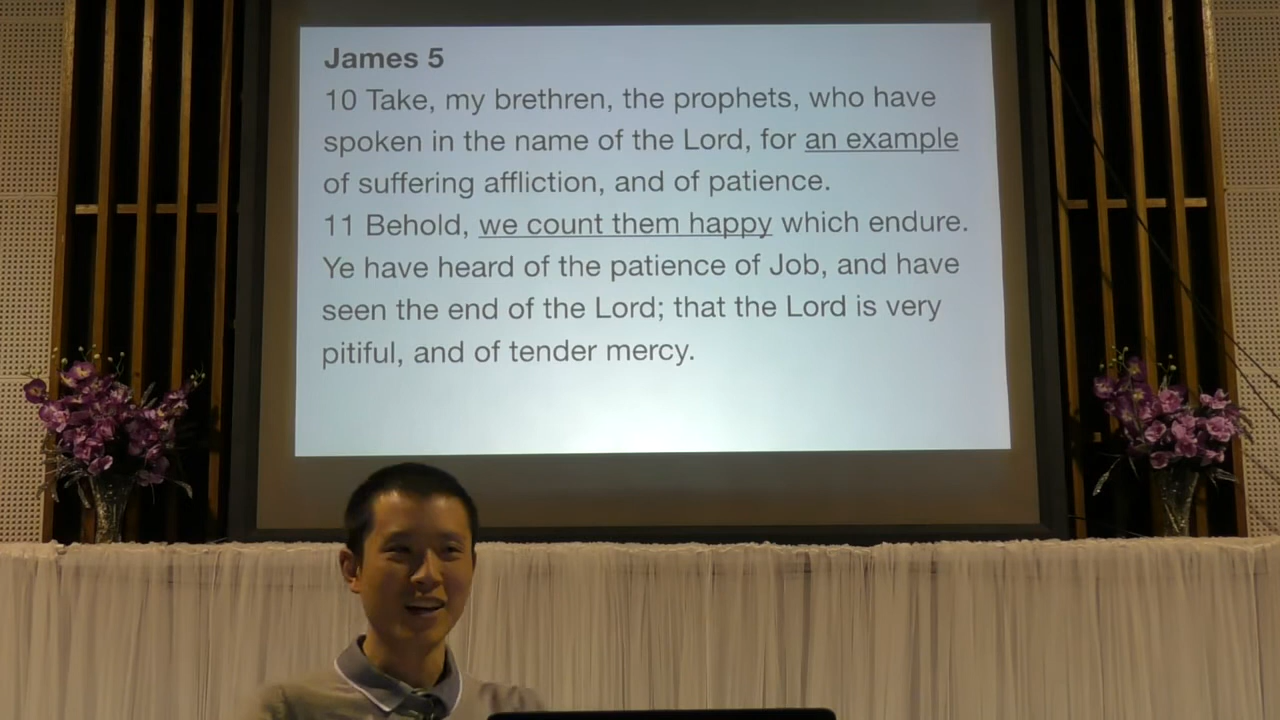 James 5
10 Take, my brethren, the prophets, who have
spoken in the name of the Lord, for an example
of suffering affliction, and of patience.
11 Behold, we count them happy which endure.
Ye have heard of the patience of Job, and have
seen the end of the Lord; that the Lord is very
pitiful, and of tender mercy.